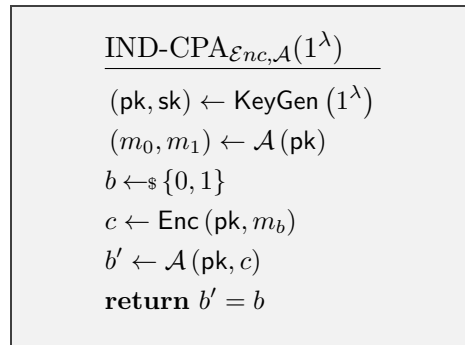 IND-CPA_{Enc,𝒜}(1^λ)
(pk, sk) ← KeyGen (1^λ)
(m_0, m_1) ← 𝒜 (pk)
b ←$ {0, 1}
c ← Enc (pk, m_b)
b′ ← 𝒜 (pk, c)
return b′ = b